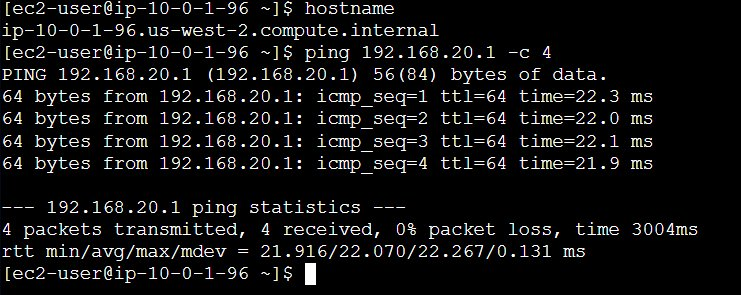 [ec2-user@ip-10-0-1-96 ~]$ hostname
ip-10-0-1-96.us-west-2.compute.internal
[ec2-user@ip-10-0-1-96 ~]$ ping 192.168.20.1 -c 4
PING 192.168.20.1 (192.168.20.1) 56(84) bytes of data.
64 bytes from 192.168.20.1: icmp_seq=1 ttl=64 time=22.3 ms
64 bytes from 192.168.20.1: icmp_seq=2 ttl=64 time=22.0 ms
64 bytes from 192.168.20.1: icmp_seq=3 ttl=64 time=22.1 ms
64 bytes from 192.168.20.1: icmp_seq=4 ttl=64 time=21.9 ms
--- 192.168.20.1 ping statistics ---
4 packets transmitted, 4 received, 0% packet loss, time 3004ms
rtt min/avg/max/mdev = 21.916/22.070/22.267/0.131 ms
[ec2-user@ip-10-0-1-96 ~]$